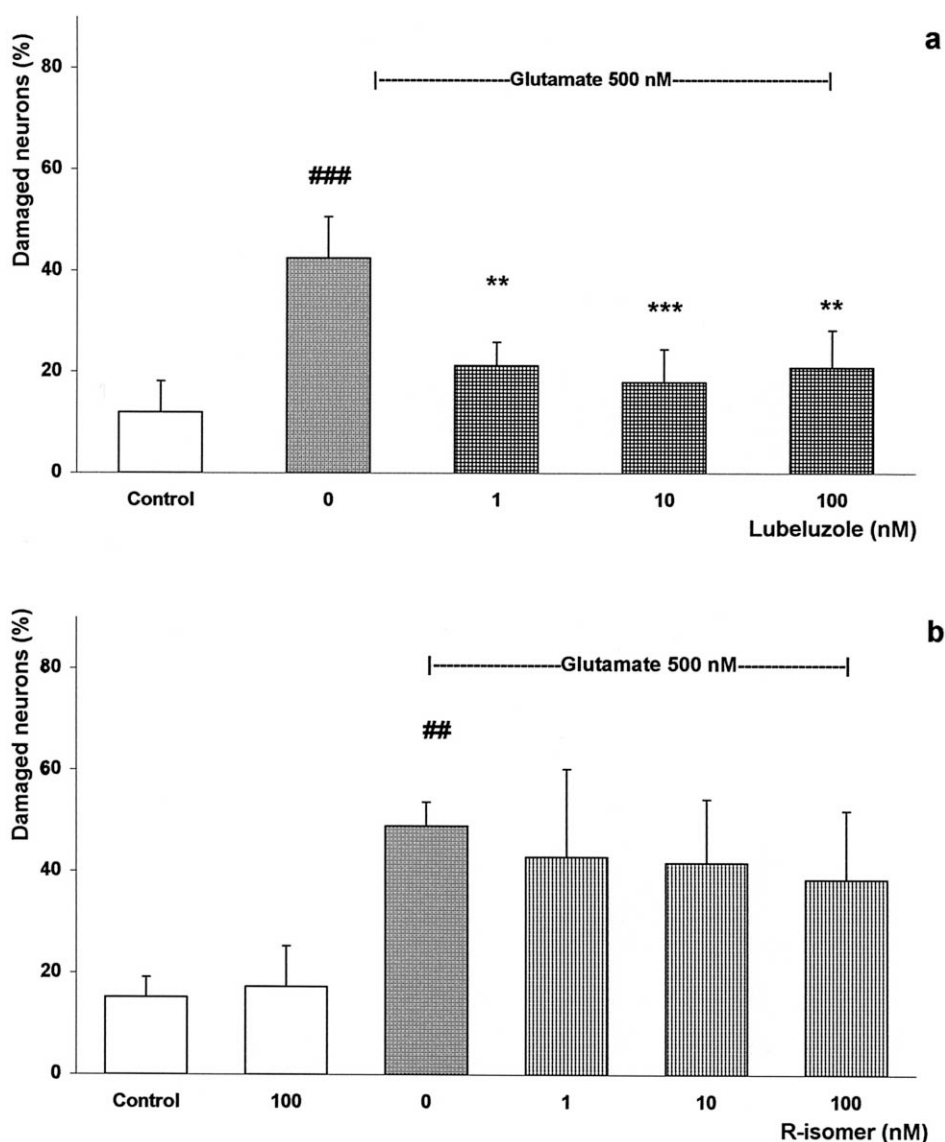 a
80
|---------------------Glutamate 500 nM---------------------|
Damaged neurons (%)
60
###
40
**
***
**
20
0
Control
0
1
10
100
Lubeluzole (nM)
b
80
|-----------------Glutamate 500 nM---------------|
Damaged neurons (%)
60
##
40
20
0
Control
100
0
1
10
100
R-isomer (nM)